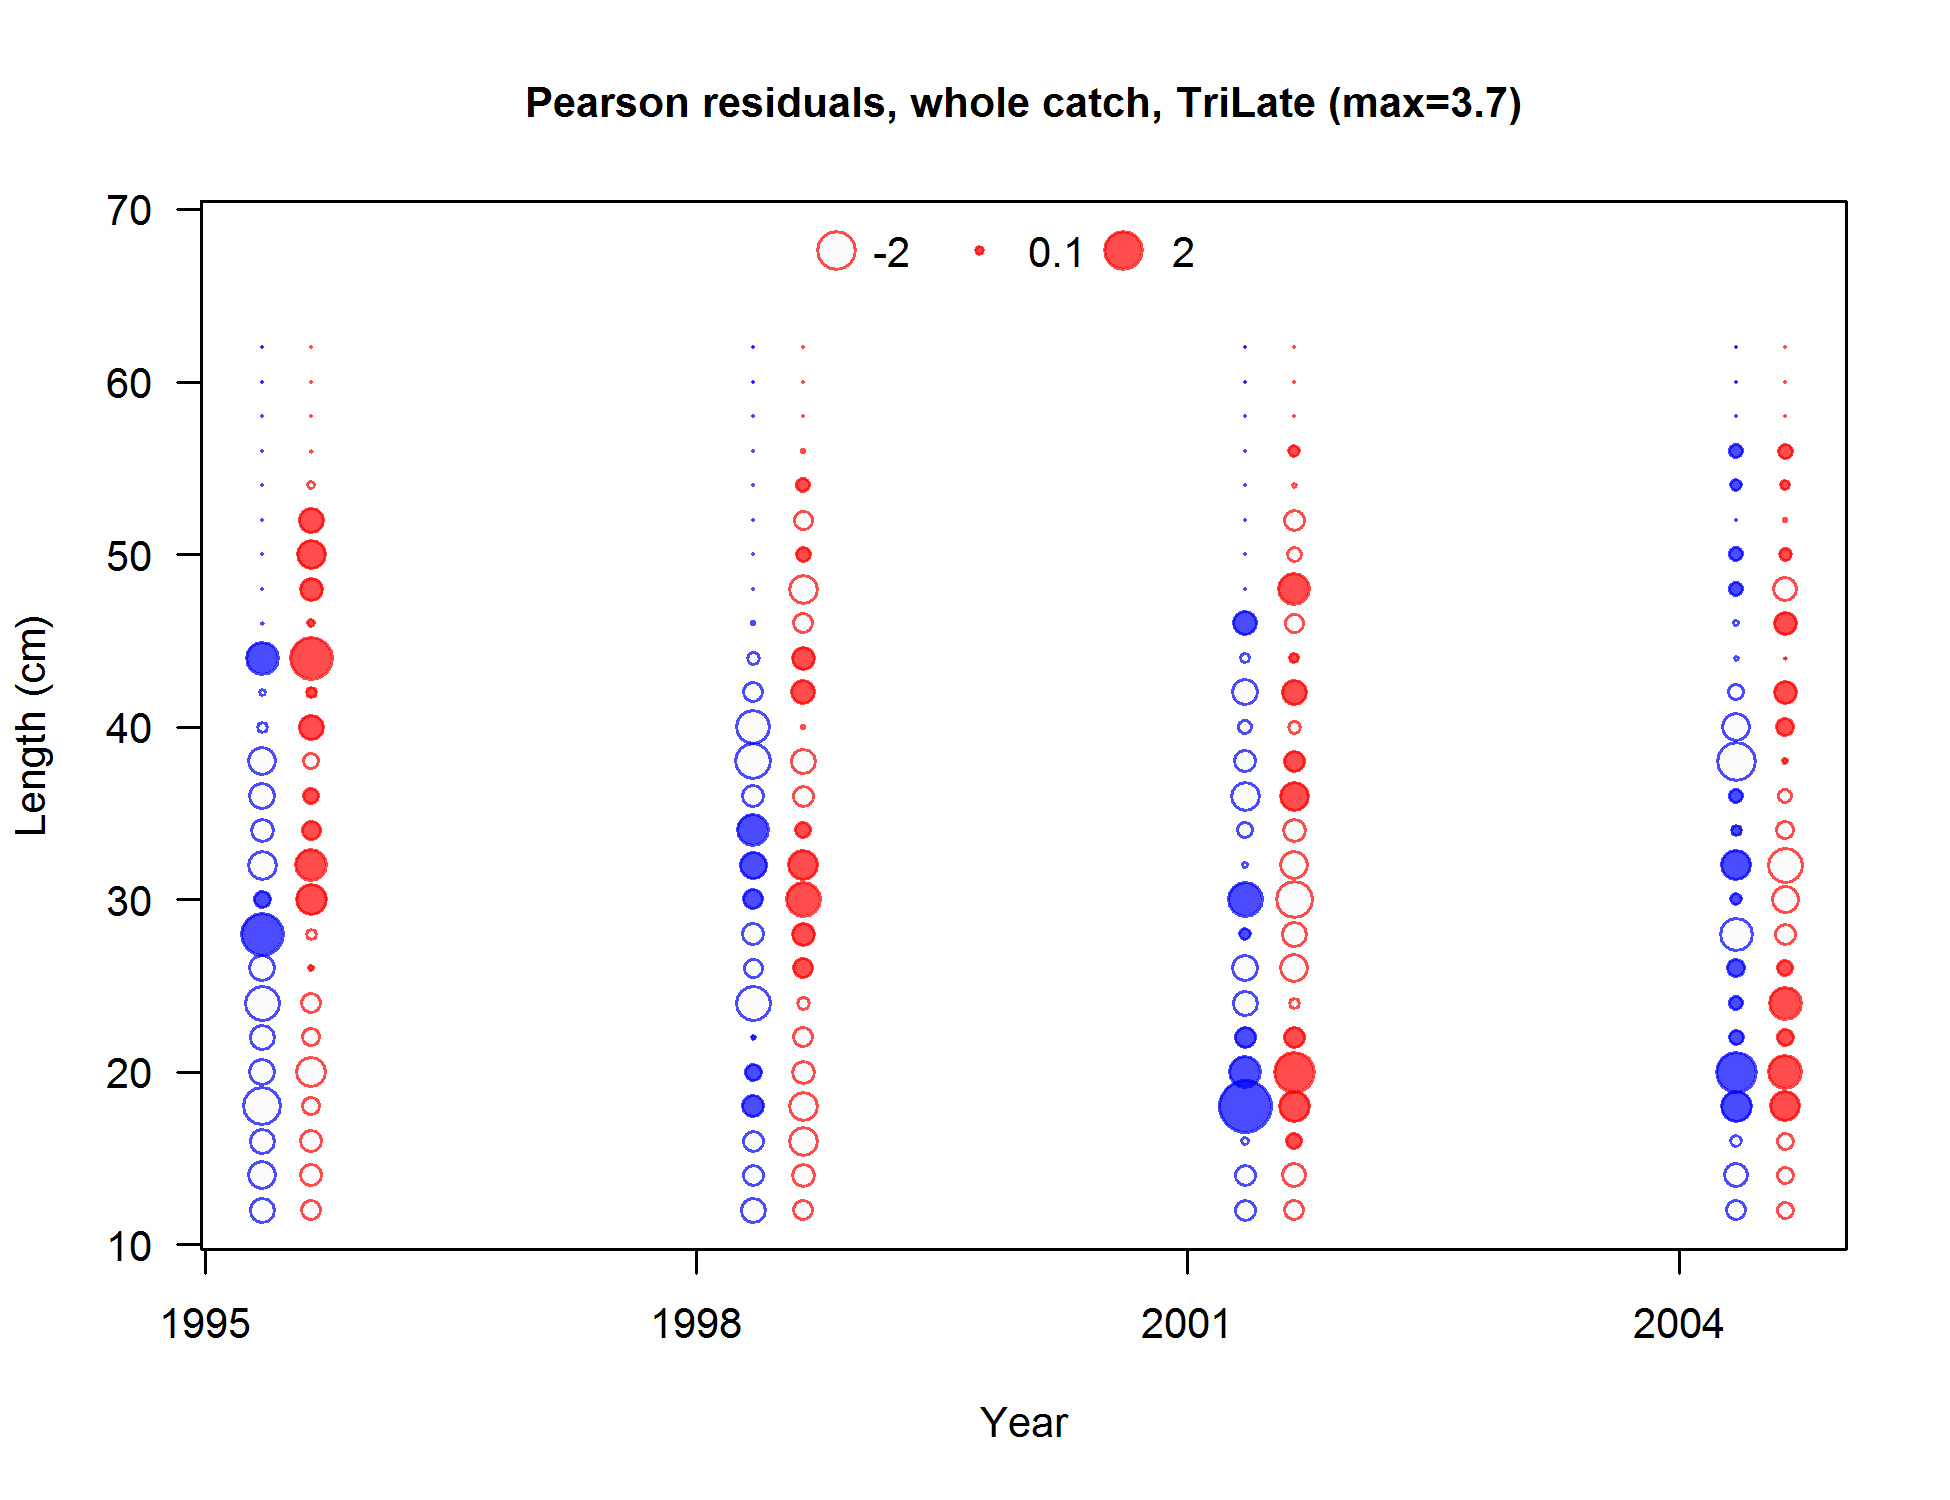 Pearson residuals, whole catch, TriLate (max=3.7)
-2 0.1 2
70
60
50
40
30
20
10
Length (cm)
1995 1998 2001 2004
Year